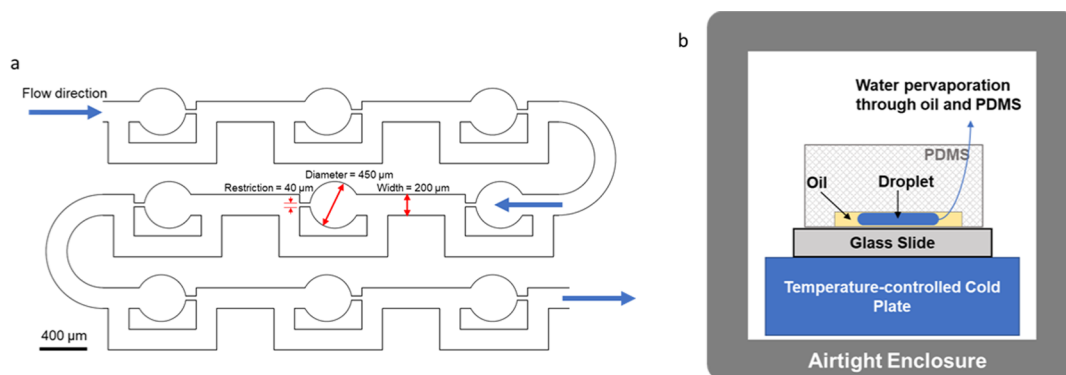 a
Flow direction
Diameter = 450 μm
Restriction = 40 μm
Width = 200 μm
400 μm
b
Water pervaporation
through oil and PDMS
PDMS
Oil
Droplet
Glass Slide
Temperature-controlled Cold
Plate
Airtight Enclosure